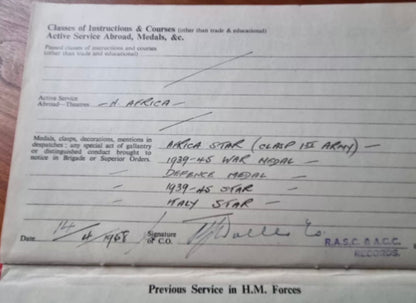 Classes of Instructions & Courses (other than trade & educational)
Active Service Abroad, Medals, &c.
Passed classes of instructions and courses
(other than trade and educational)
Active Service
Abroad—Theatres — N. AFRICA —
Medals, clasps, decorations, mentions in
despatches; any special act of gallantry
or distinguished conduct brought to
notice in Brigade or Superior Orders.
AFRICA STAR (CLASP 1ST ARMY) —
1939-45 WAR MEDAL —
DEFENCE MEDAL —
1939-45 STAR —
ITALY STAR —
Date 14/4/1968 Signature
of C.O.
R.A.S.C. & A.C.C.
RECORDS.
Previous Service in H.M. Forces